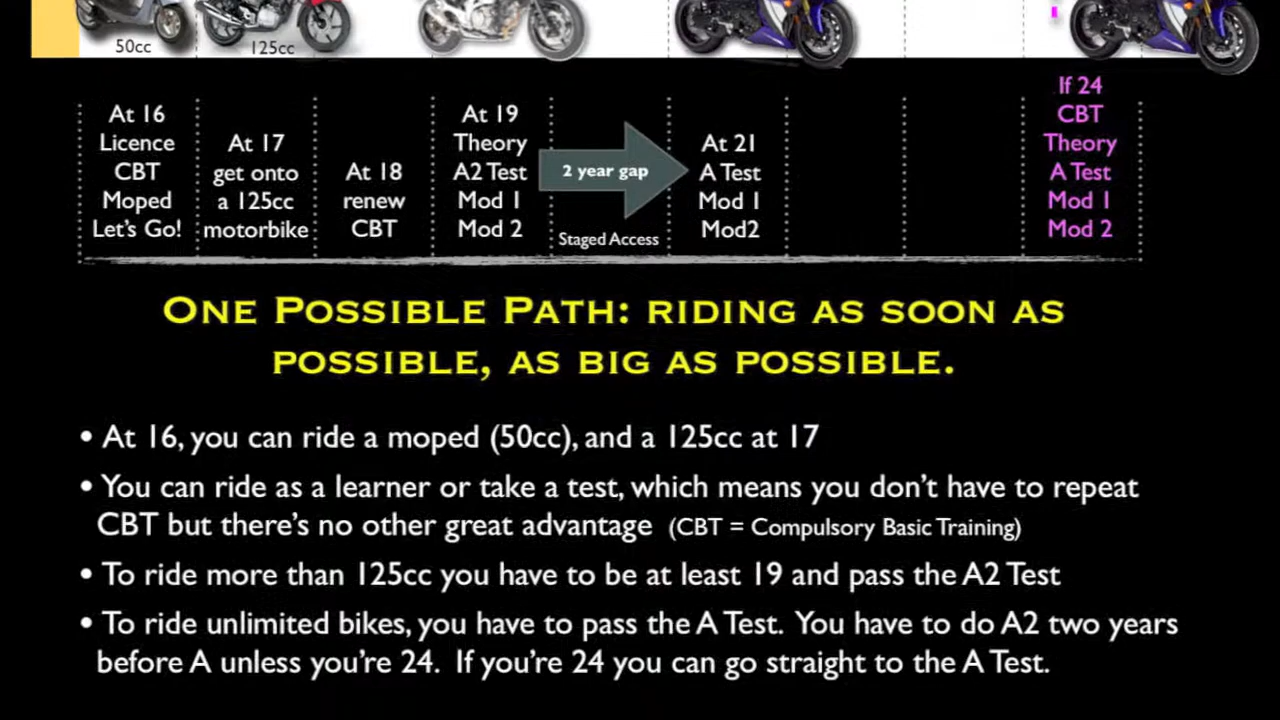 50cc
125cc
At 16
Licence
CBT
Moped
Let's Go!
At 17
get onto
a 125cc
motorbike
At 18
renew
CBT
At 19
Theory
A2 Test
Mod 1
Mod 2
2 year gap
Staged Access
At 21
A Test
Mod 1
Mod2
If 24
CBT
Theory
A Test
Mod 1
Mod 2
One Possible Path: riding as soon as
possible, as big as possible.
• At 16, you can ride a moped (50cc), and a 125cc at 17
• You can ride as a learner or take a test, which means you don't have to repeat
CBT but there's no other great advantage (CBT = Compulsory Basic Training)
• To ride more than 125cc you have to be at least 19 and pass the A2 Test
• To ride unlimited bikes, you have to pass the A Test. You have to do A2 two years
before A unless you're 24. If you're 24 you can go straight to the A Test.